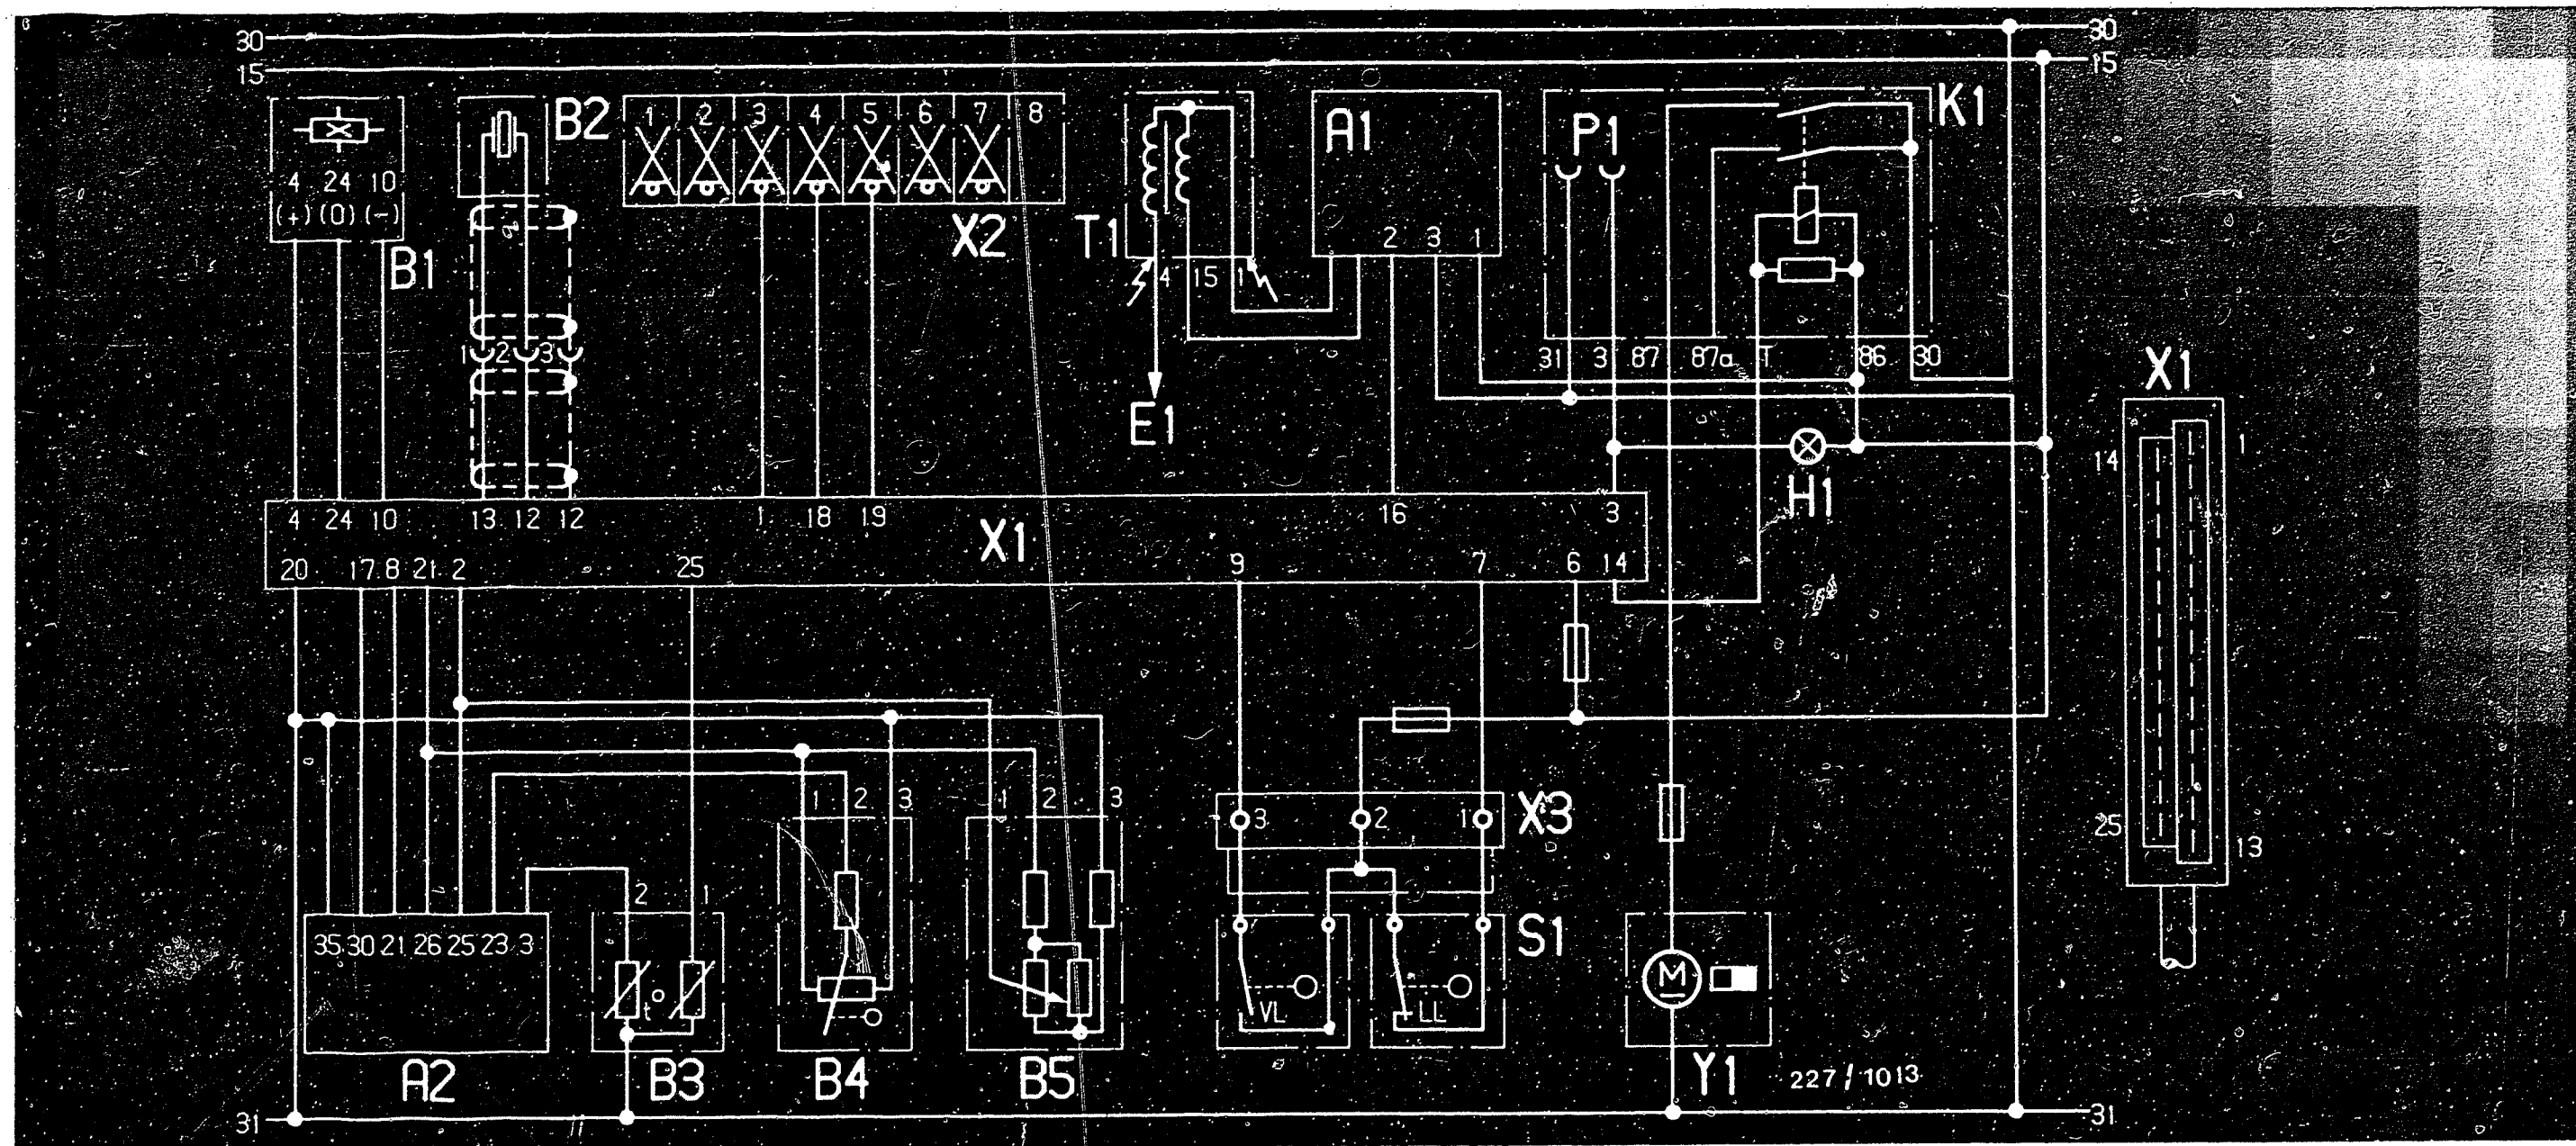 30 30
15 15
B2 1 2 3 4 5 6 7 8 A1 P1 K1
4 24 10
(+) (0) (-)
B1 X2 T1 2 3 1
4 15 1
1 2 3 31 3 87 87a T 86 30
X1
E1
14 1
H1
4 24 10 13 12 12 1 18 19 16 3
X1
20 17 8 21 2 25 9 7 6 14
1 2 3 1 2 3
3 2 1 X3
25 13
2 1
35 30 21 26 25 23 3 S1
t°
VL LL
A2 B3 B4 B5 Y1 227/1013
31 31